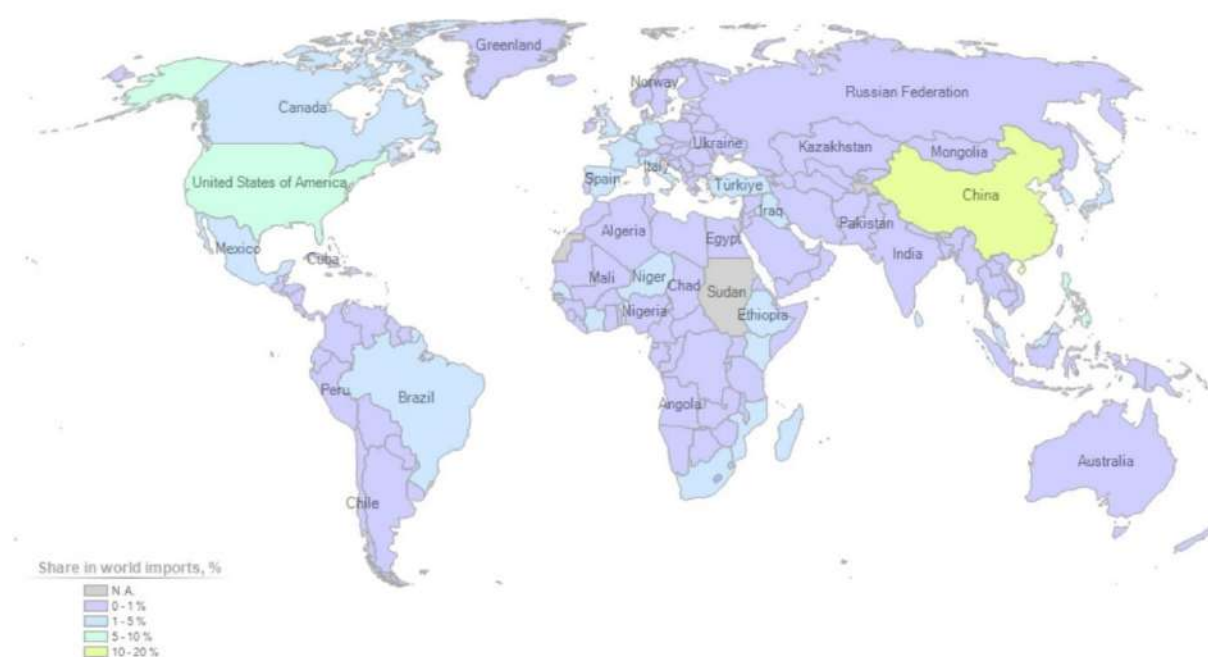 Greenland
Norway
Russian Federation
Canada
Ukraine
Kazakhstan
Mongolia
Italy
United States of America
Spain
Türkiye
China
Iraq
Pakistan
Mexico
Algeria
Egypt
India
Cuba
Mali
Niger
Chad
Sudan
Nigeria
Ethiopia
Peru
Brazil
Angola
Australia
Chile
Share in world imports, %
N.A.
0 - 1 %
1 - 5 %
5 - 10 %
10 - 20 %